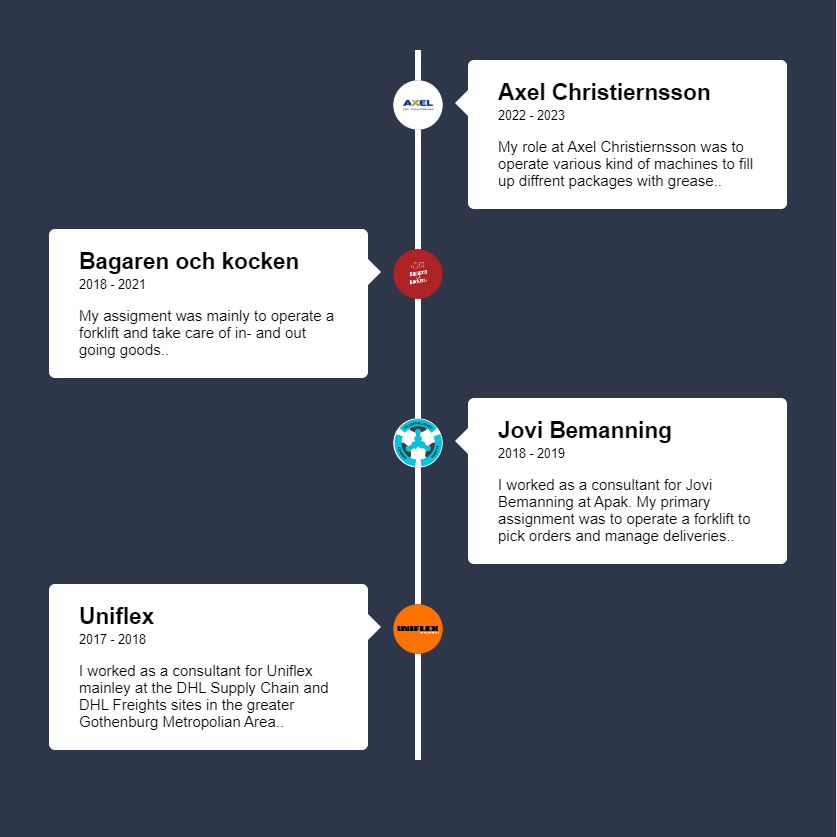 AXEL
Axel Christiernsson
2022 - 2023
My role at Axel Christiernsson was to
operate various kind of machines to fill
up diffrent packages with grease..
Bagaren och kocken
2018 - 2021
My assigment was mainly to operate a
forklift and take care of in- and out
going goods..
Jovi Bemanning
2018 - 2019
I worked as a consultant for Jovi
Bemanning at Apak. My primary
assignment was to operate a forklift to
pick orders and manage deliveries..
Uniflex
2017 - 2018
I worked as a consultant for Uniflex
mainley at the DHL Supply Chain and
DHL Freights sites in the greater
Gothenburg Metropolian Area..
UNIFLEX